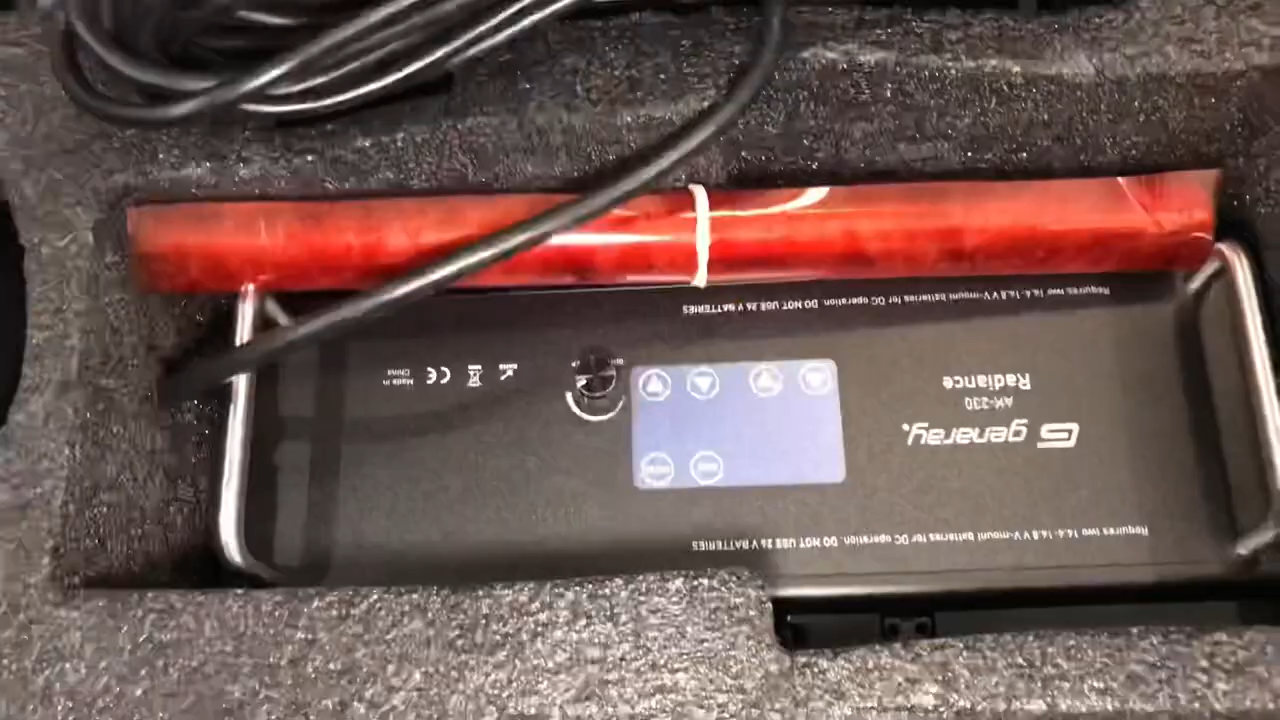 Requires two 14.4-14.8 V V-mount batteries for DC operation. DO NOT USE 26 V BATTERIES
genaray.
AK-230
Radiance
Made in
China
CE
RoHS
Requires two 14.4-14.8 V V-mount batteries for DC operation. DO NOT USE 26 V BATTERIES